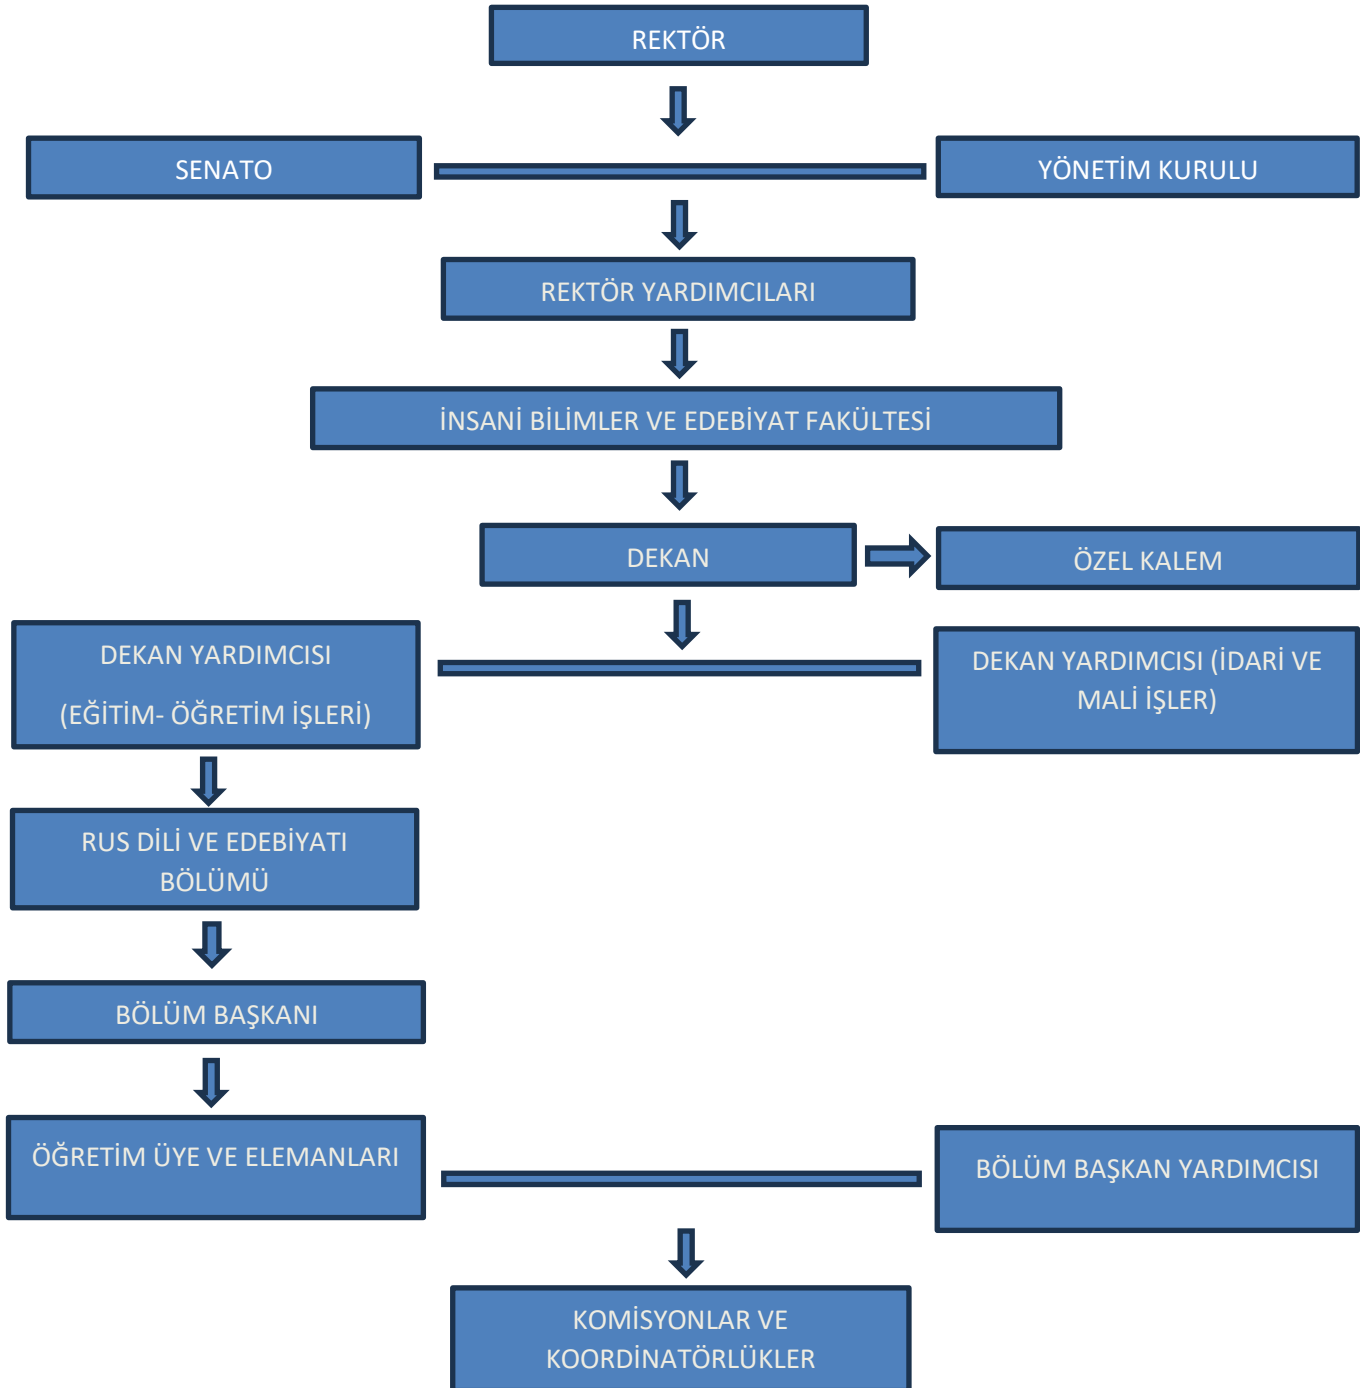 REKTÖR
SENATO
YÖNETİM KURULU
REKTÖR YARDIMCILARI
İNSANİ BİLİMLER VE EDEBİYAT FAKÜLTESİ
DEKAN
ÖZEL KALEM
DEKAN YARDIMCISI
(EĞİTİM- ÖĞRETİM İŞLERİ)
DEKAN YARDIMCISI (İDARİ VE
MALİ İŞLER)
RUS DİLİ VE EDEBİYATI
BÖLÜMÜ
BÖLÜM BAŞKANI
ÖĞRETİM ÜYE VE ELEMANLARI
BÖLÜM BAŞKAN YARDIMCISI
KOMİSYONLAR VE
KOORDİNATÖRLÜKLER